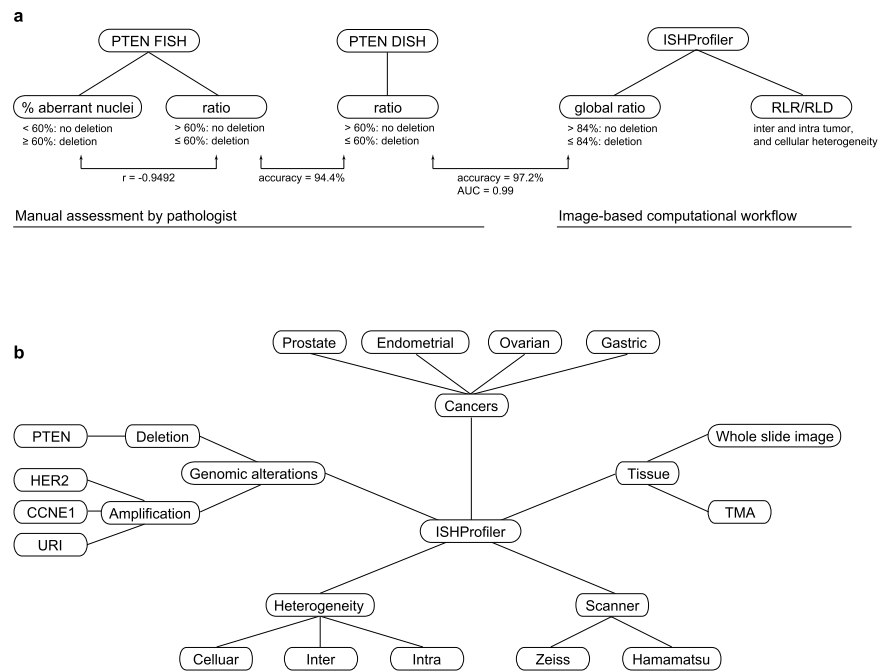 a
PTEN FISH
PTEN DISH
ISHProfiler
% aberrant nuclei
ratio
ratio
global ratio
RLR/RLD
< 60%: no deletion
≥ 60%: deletion
> 60%: no deletion
≤ 60%: deletion
> 60%: no deletion
≤ 60%: deletion
> 84%: no deletion
≤ 84%: deletion
inter and intra tumor,
and cellular heterogeneity
r = -0.9492
accuracy = 94.4%
accuracy = 97.2%
AUC = 0.99
Manual assessment by pathologist
Image-based computational workflow
b
Prostate
Endometrial
Ovarian
Gastric
Cancers
PTEN
Deletion
Whole slide image
HER2
Genomic alterations
Tissue
CCNE1
Amplification
TMA
URI
ISHProfiler
Heterogeneity
Scanner
Celluar
Inter
Intra
Zeiss
Hamamatsu